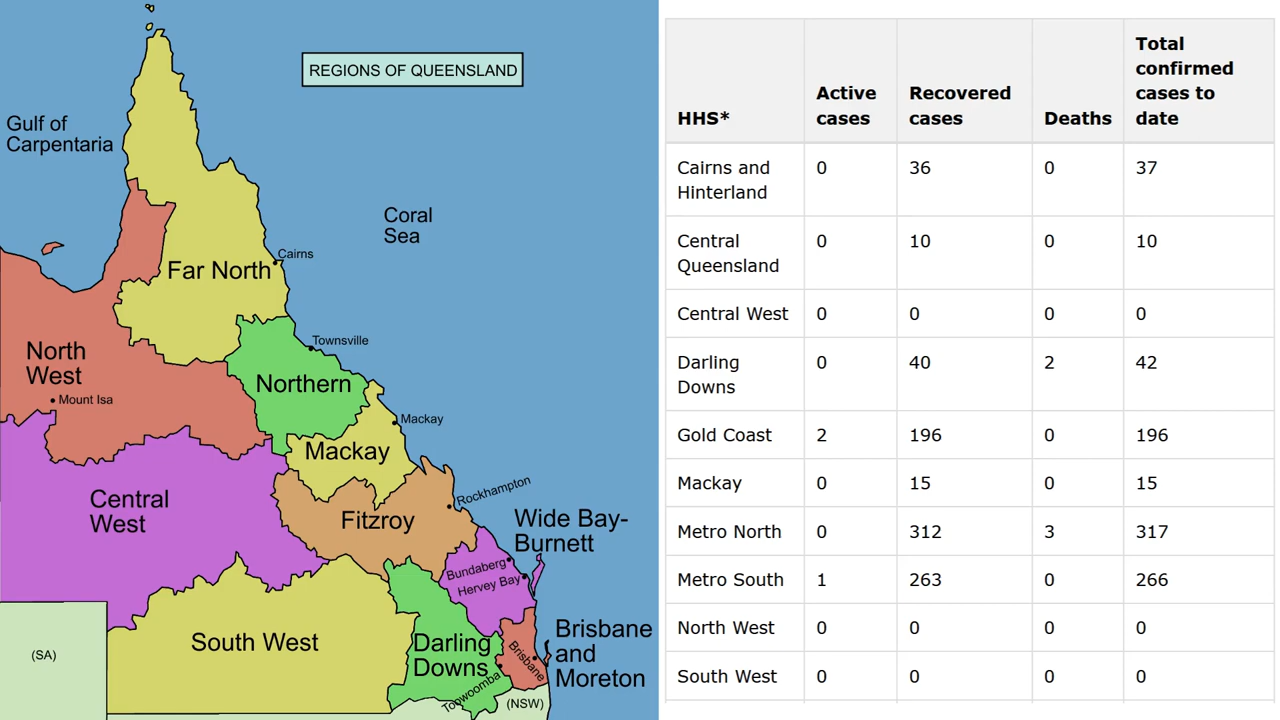 REGIONS OF QUEENSLAND
Gulf of
Carpentaria
Coral
Sea
Cairns
Far North
Townsville
North
West
Mount Isa
Northern
Mackay
Mackay
Central
West
Rockhampton
Fitzroy
Wide Bay-
Burnett
Bundaberg
Hervey Bay
South West
Darling
Downs
Brisbane
Brisbane
and
Moreton
Toowoomba
(SA)
(NSW)
HHS* Active cases Recovered cases Deaths Total confirmed cases to date
Cairns and Hinterland 0 36 0 37
Central Queensland 0 10 0 10
Central West 0 0 0 0
Darling Downs 0 40 2 42
Gold Coast 2 196 0 196
Mackay 0 15 0 15
Metro North 0 312 3 317
Metro South 1 263 0 266
North West 0 0 0 0
South West 0 0 0 0